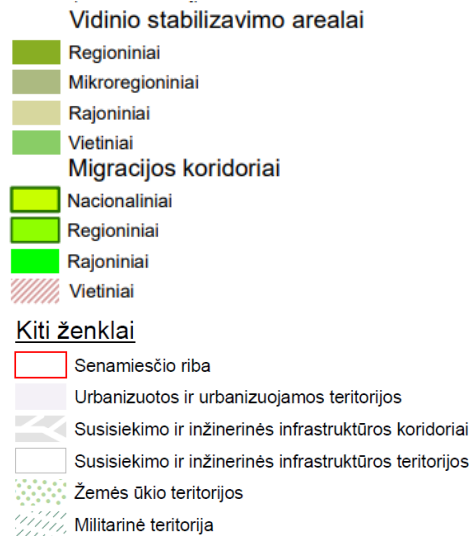 Vidinio stabilizavimo arealai
Regioniniai
Mikroregioniniai
Rajoniniai
Vietiniai
Migracijos koridoriai
Nacionaliniai
Regioniniai
Rajoniniai
Vietiniai
Kiti ženklai
Senamiesčio riba
Urbanizuotos ir urbanizuojamos teritorijos
Susisiekimo ir inžinerinės infrastruktūros koridoriai
Susisiekimo ir inžinerinės infrastruktūros teritorijos
Žemės ūkio teritorijos
Militarinė teritorija